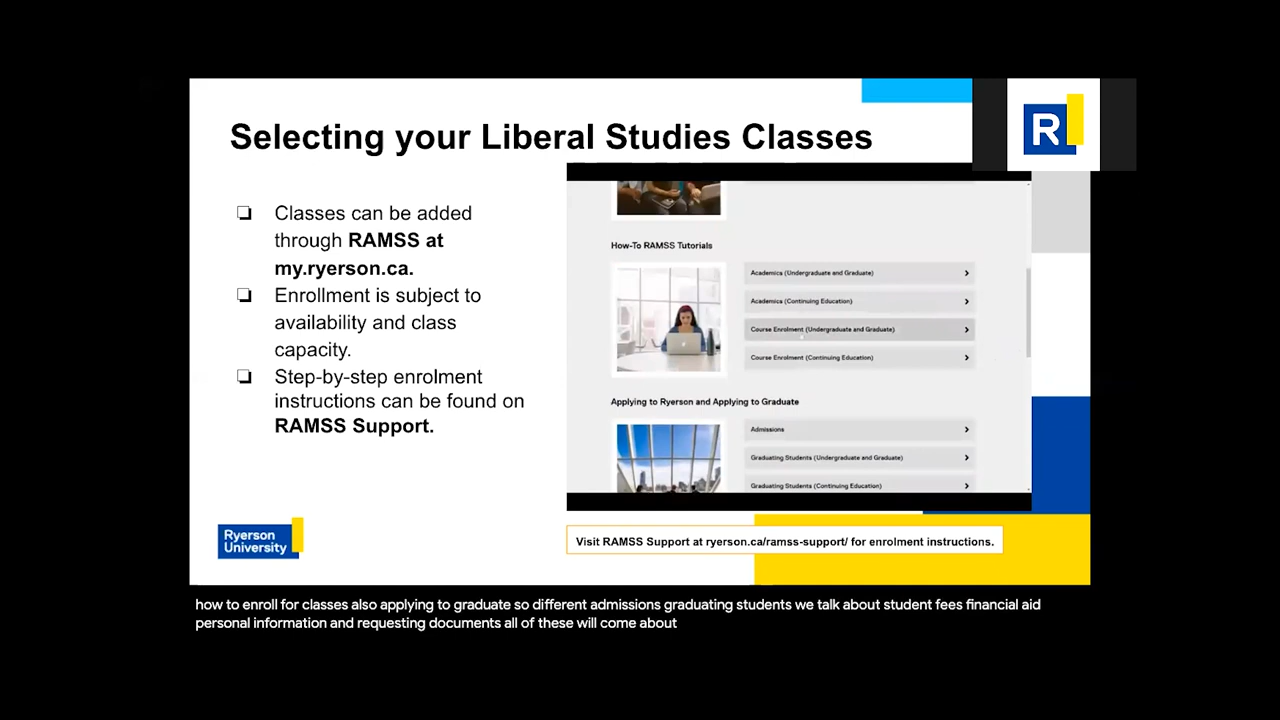 Selecting your Liberal Studies Classes
R
❏ Classes can be added
through RAMSS at
my.ryerson.ca.
❏ Enrollment is subject to
availability and class
capacity.
❏ Step-by-step enrolment
instructions can be found on
RAMSS Support.
How-To RAMSS Tutorials
Academics (Undergraduate and Graduate)
Academics (Continuing Education)
Course Enrolment (Undergraduate and Graduate)
Course Enrolment (Continuing Education)
Applying to Ryerson and Applying to Graduate
Admissions
Graduating Students (Undergraduate and Graduate)
Graduating Students (Continuing Education)
Ryerson
University
Visit RAMSS Support at ryerson.ca/ramss-support/ for enrolment instructions.
how to enroll for classes also applying to graduate so different admissions graduating students we talk about student fees financial aid
personal information and requesting documents all of these will come about